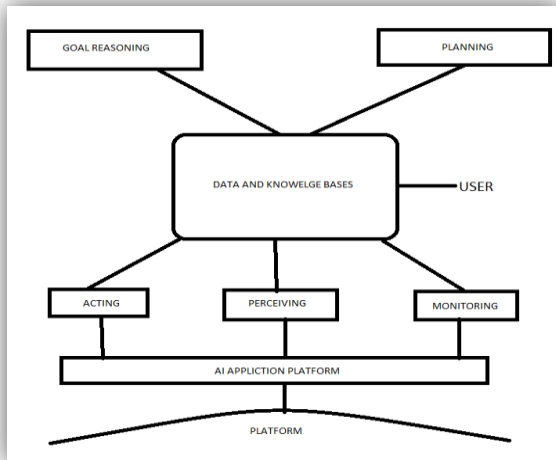 GOAL REASONING
PLANNING
DATA AND KNOWELGE BASES
USER
ACTING
PERCEIVING
MONITORING
AI APPLICTION PLATFORM
PLATFORM